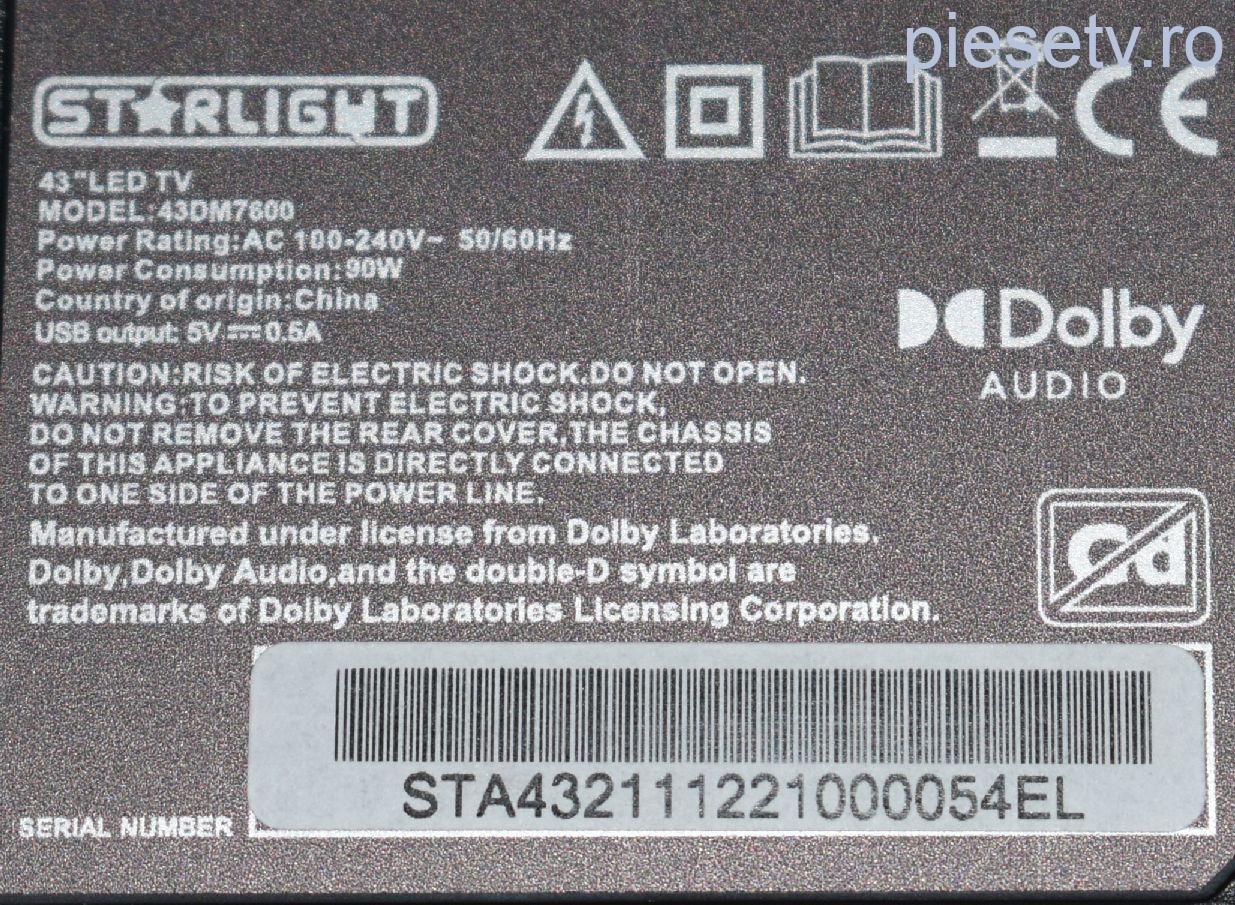 piesetv.ro
STARLIGHT
CE
43"LED TV
MODEL:43DM7600
Power Rating:AC 100-240V~ 50/60Hz
Power Consumption:90W
Country of origin:China
USB output: 5V⎓0.5A
Dolby
AUDIO
CAUTION:RISK OF ELECTRIC SHOCK.DO NOT OPEN.
WARNING:TO PREVENT ELECTRIC SHOCK,
DO NOT REMOVE THE REAR COVER.THE CHASSIS
OF THIS APPLIANCE IS DIRECTLY CONNECTED
TO ONE SIDE OF THE POWER LINE.
Manufactured under license from Dolby Laboratories.
Dolby,Dolby Audio,and the double-D symbol are
trademarks of Dolby Laboratories Licensing Corporation.
STA432111221000054EL
SERIAL NUMBER